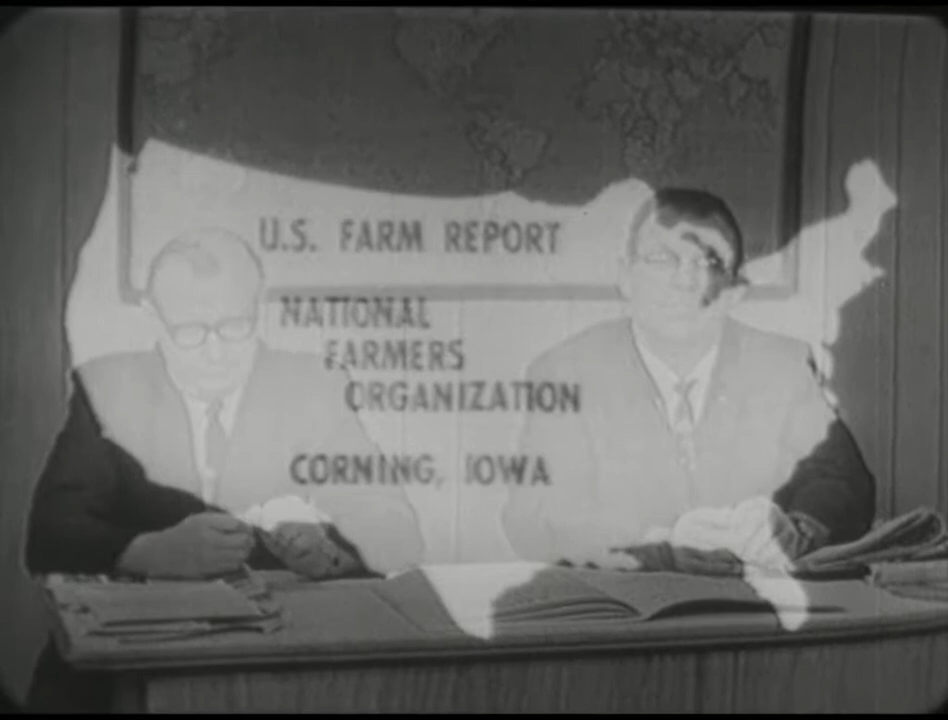 U.S. FARM REPORT
NATIONAL
FARMERS
ORGANIZATION
CORNING, IOWA